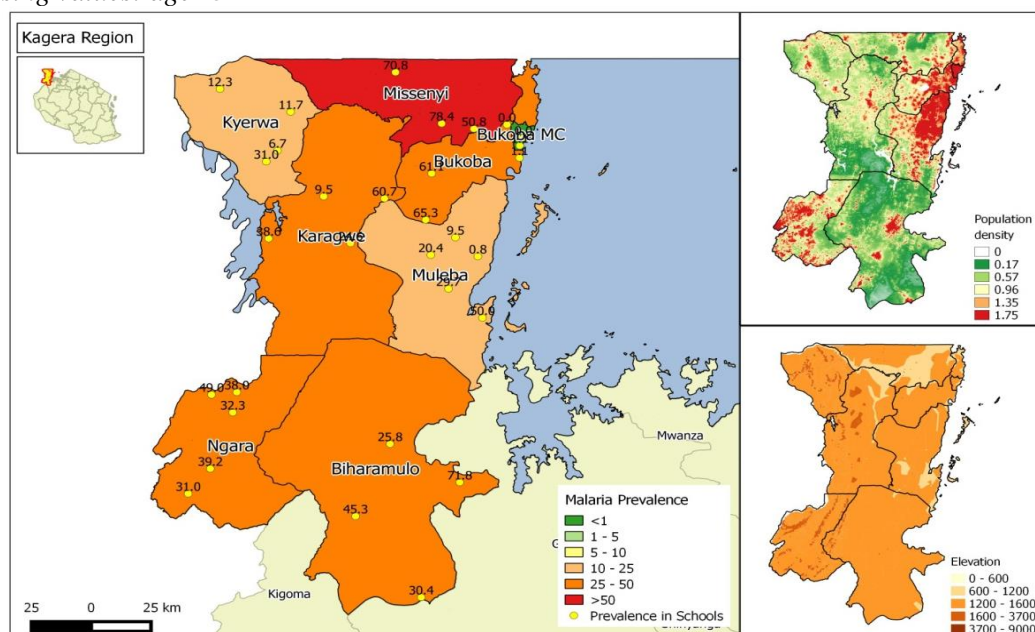 Kagera Region
12.3
70.8
Missenyi
11.7
Kyerwa
78.4
50.8
0.0
Bukoba MC
6.7
31.0
1.1
Bukoba
61.1
9.5
60.7
65.3
38.6
Karagwe
9.5
20.4
0.8
Muleba
29.7
50.0
49.0
38.0
32.3
Ngara
39.2
31.0
25.8
Biharamulo
71.8
45.3
30.4
Mwanza
Kigoma
25
0
25 km
Malaria Prevalence
<1
1 - 5
5 - 10
10 - 25
25 - 50
>50
Prevalence in Schools
Population
density
0
0.17
0.57
0.96
1.35
1.75
Elevation
0 - 600
600 - 1200
1200 - 1600
1600 - 3700
3700 - 9000